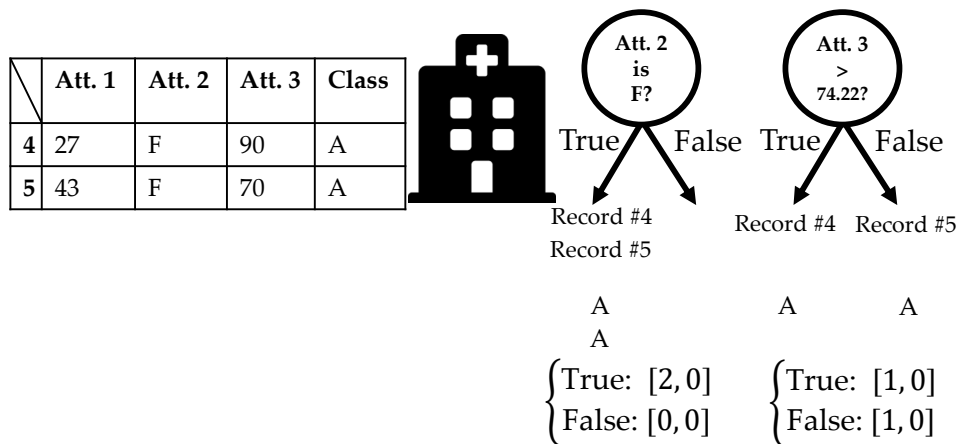 Att. 1 Att. 2 Att. 3 Class
4 27 F 90 A
5 43 F 70 A
Att. 2
is
F?
True False
Record #4
Record #5
A
A
True: [2, 0]
False: [0, 0]
Att. 3
>
74.22?
True False
Record #4 Record #5
A A
True: [1, 0]
False: [1, 0]